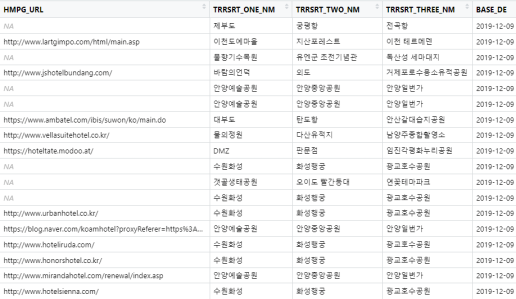 HMPG_URL TRRSRT_ONE_NM TRRSRT_TWO_NM TRRSRT_THREE_NM BASE_DE
NA 제부도 궁평항 전곡항 2019-12-09
http://www.lartgimpo.com/html/main.asp 이천도예마을 지산포레스트 이천 테르메덴 2019-12-09
NA 물향기수목원 유엔군 초전기념관 독산성 세마대지 2019-12-09
http://www.jshotelbundang.com/ 바람의언덕 외도 거제포로수용소유적공원 2019-12-09
NA 안양예술공원 안양중앙공원 안양일번가 2019-12-09
NA 안양예술공원 안양중앙공원 안양일번가 2019-12-09
https://www.ambatel.com/ibis/suwon/ko/main.do 대부도 탄도항 안산갈대습지공원 2019-12-09
http://www.vellasuitehotel.co.kr/ 물의정원 다산유적지 남양주종합촬영소 2019-12-09
https://hoteltate.modoo.at/ DMZ 판문점 임진각평화누리공원 2019-12-09
NA 수원화성 화성행궁 광교호수공원 2019-12-09
NA 갯골생태공원 오이도 빨간등대 연꽃테마파크 2019-12-09
NA 수원화성 화성행궁 광교호수공원 2019-12-09
http://www.urbanhotel.co.kr/ 수원화성 화성행궁 광교호수공원 2019-12-09
https://blog.naver.com/koamhotel?proxyReferer=https%3A... 안양예술공원 안양중앙공원 안양일번가 2019-12-09
http://www.hoteliruda.com/ 수원화성 화성행궁 광교호수공원 2019-12-09
http://www.honorshotel.co.kr/ 수원화성 화성행궁 광교호수공원 2019-12-09
http://www.mirandahotel.com/renewal/index.asp 안양예술공원 안양중앙공원 안양일번가 2019-12-09
http://www.hotelsienna.com/ 수원화성 화성행궁 광교호수공원 2019-12-09